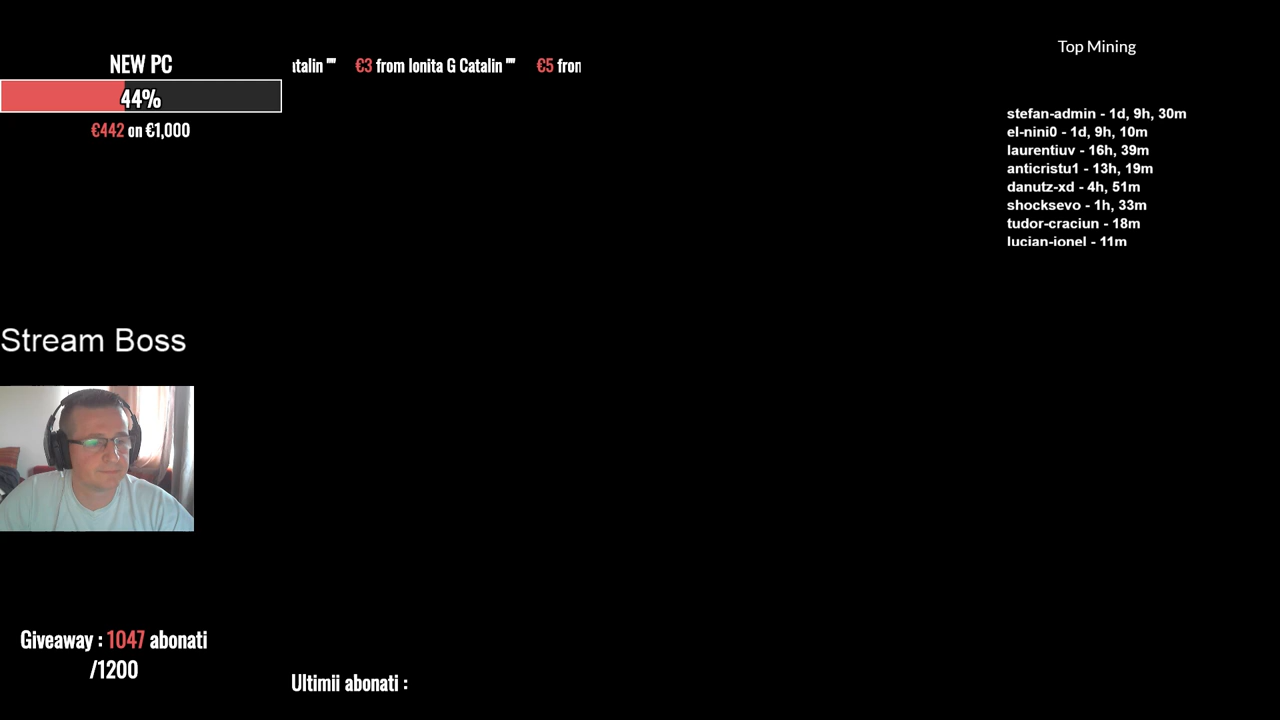 NEW PC
44%
€442 on €1,000
€3 from Ionita G Catalin "" €5
Top Mining
stefan-admin - 1d, 9h, 30m
el-nini0 - 1d, 9h, 10m
laurentiuv - 16h, 39m
anticristu1 - 13h, 19m
danutz-xd - 4h, 51m
shocksevo - 1h, 33m
tudor-craciun - 18m
lucian-ionel - 11m
Stream Boss
Giveaway : 1047 abonati
/1200
Ultimii abonati :